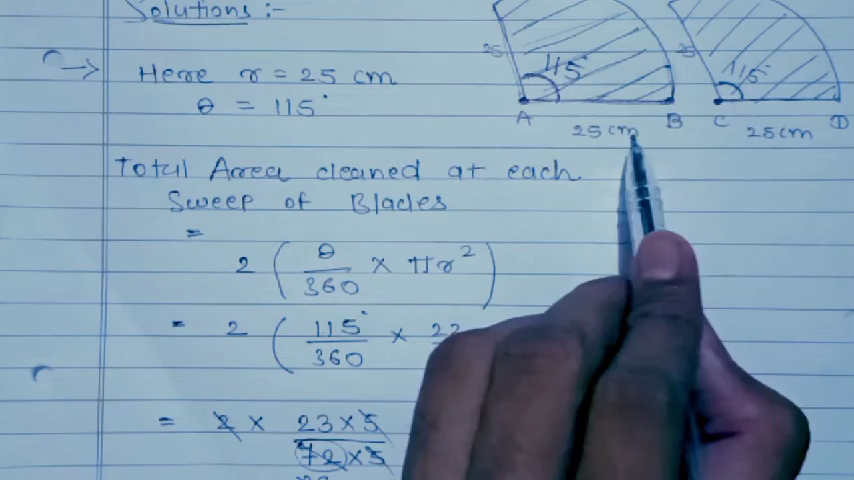 Solutions :-
25
115°
25
115°
Here r = 25 cm
θ = 115°
A
B
C
D
25 cm
25cm
Total Area cleaned at each
Sweep of Blades
=
2 ( θ/360 × πr² )
= 2 ( 115°/360 × 22
= 2 × 23×5/72×5